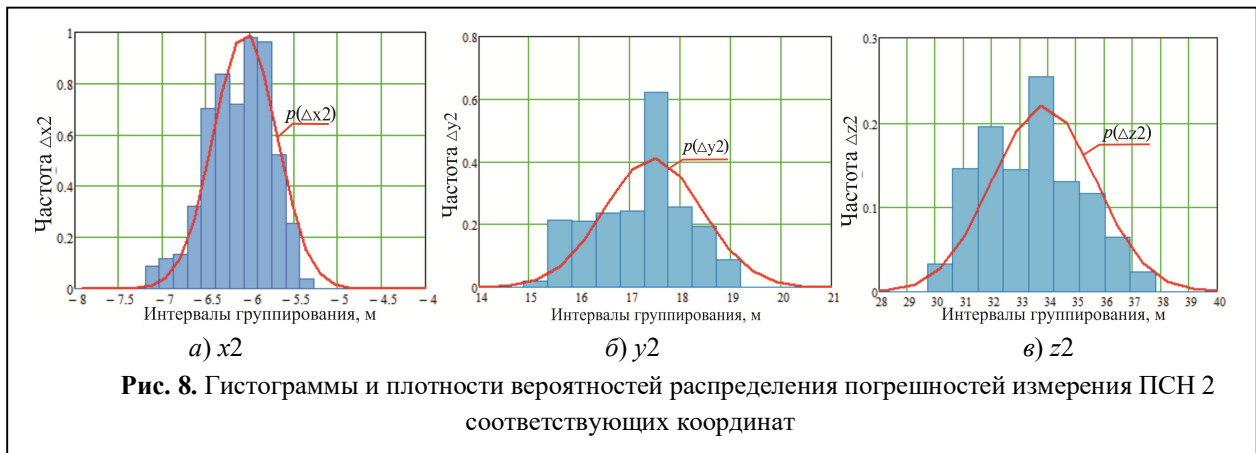 1
0.8
0.6
0.4
0.2
0
Частота △x2
p(△x2)
−8 −7.5 −7 −6.5 −6 −5.5 −5 −4.5 −4
Интервалы группирования, м
а) x2
0.8
0.6
0.4
0.2
0
Частота △y2
p(△y2)
14 15 16 17 18 19 20 21
Интервалы группирования, м
б) y2
0.3
0.2
0.1
0
Частота △z2
p(△z2)
28 29 30 31 32 33 34 35 36 37 38 39 40
Интервалы группирования, м
в) z2
Рис. 8. Гистограммы и плотности вероятностей распределения погрешностей измерения ПСН 2
соответствующих координат